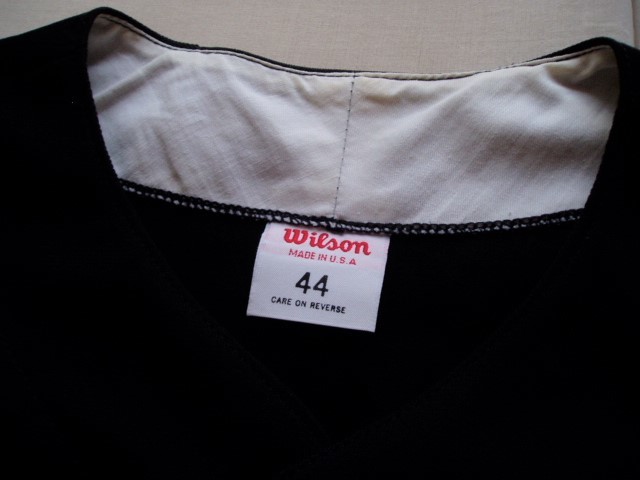 Wilson
MADE IN U.S.A
44
CARE ON REVERSE